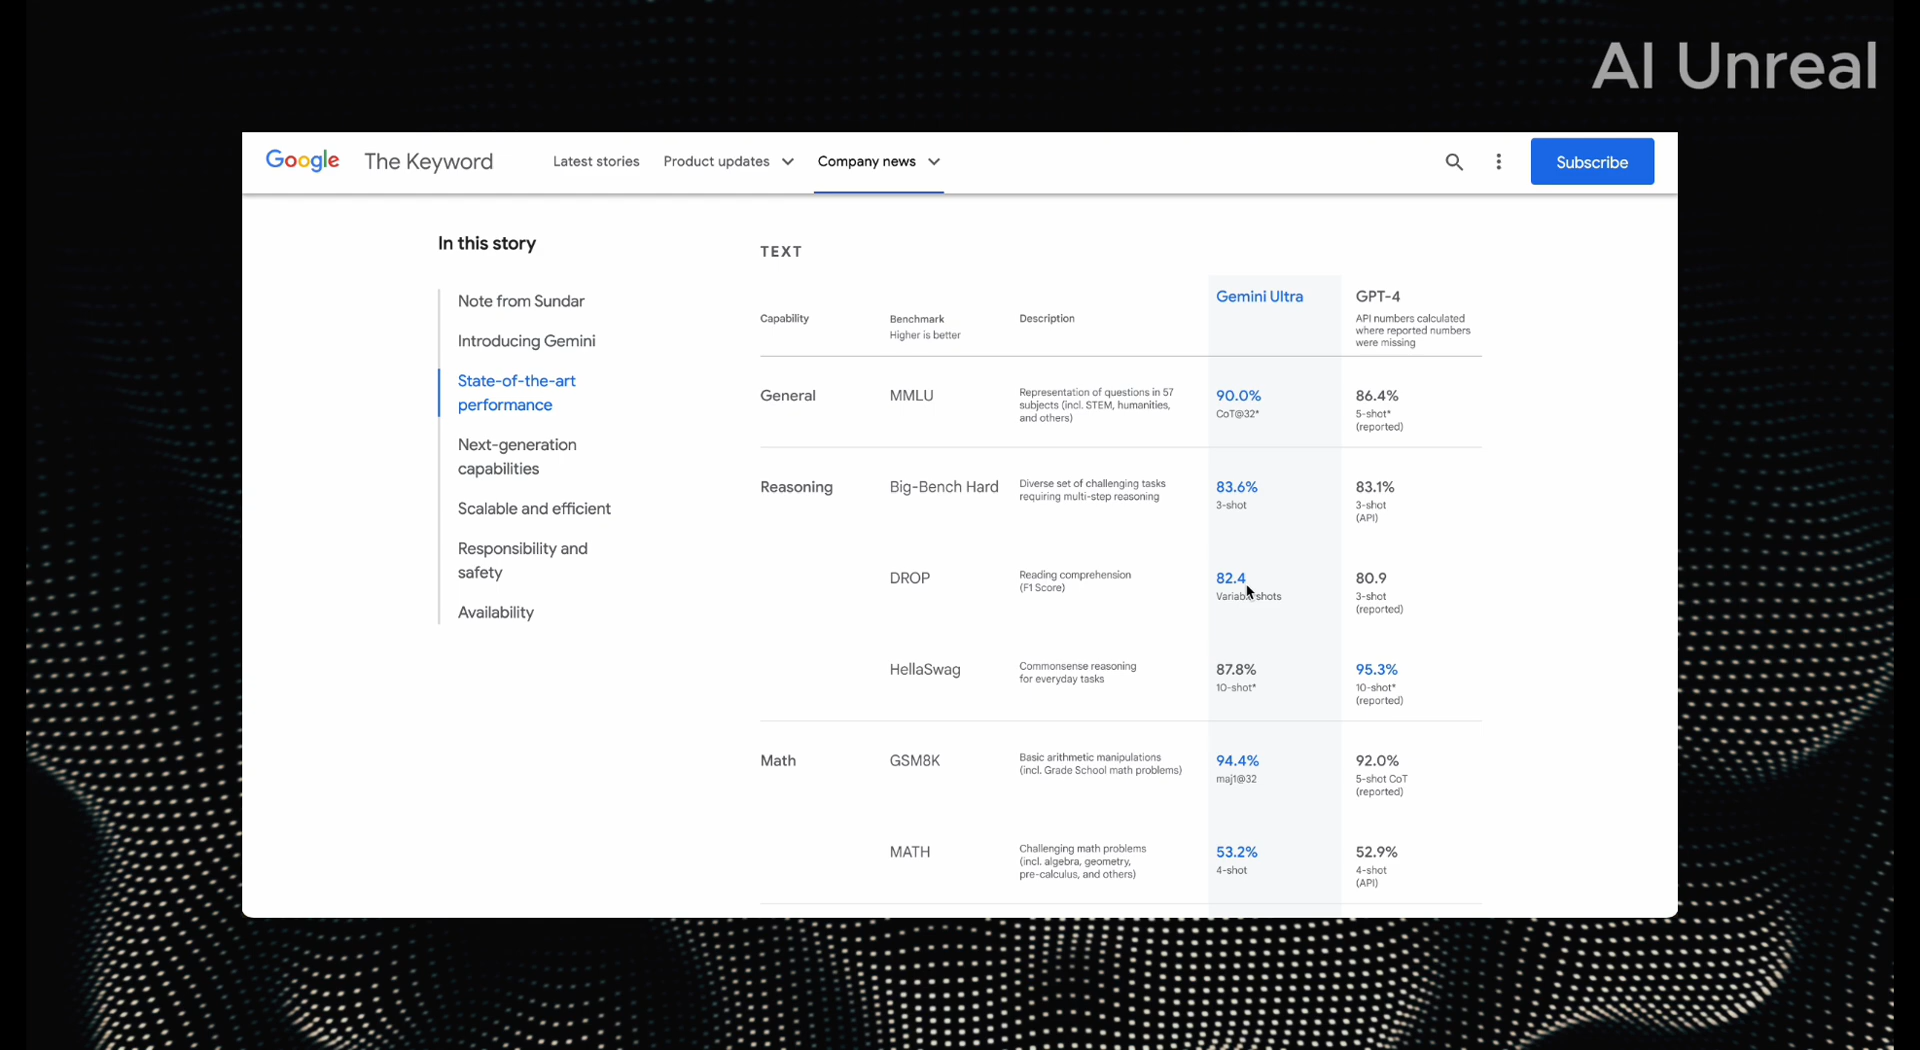 AI Unreal
Google The Keyword Latest stories Product updates Company news Subscribe
In this story
Note from Sundar
Introducing Gemini
State-of-the-art
performance
Next-generation
capabilities
Scalable and efficient
Responsibility and
safety
Availability
TEXT
Gemini Ultra
GPT-4
API numbers calculated
where reported numbers
were missing
Capability
Benchmark
Higher is better
Description
General
MMLU
Representation of questions in 57
subjects (incl. STEM, humanities,
and others)
90.0%
CoT@32*
86.4%
5-shot*
(reported)
Reasoning
Big-Bench Hard
Diverse set of challenging tasks
requiring multi-step reasoning
83.6%
3-shot
83.1%
3-shot
(API)
DROP
Reading comprehension
(F1 Score)
82.4
Variable shots
80.9
3-shot
(reported)
HellaSwag
Commonsense reasoning
for everyday tasks
87.8%
10-shot*
95.3%
10-shot*
(reported)
Math
GSM8K
Basic arithmetic manipulations
(incl. Grade School math problems)
94.4%
maj1@32
92.0%
5-shot CoT
(reported)
MATH
Challenging math problems
(incl. algebra, geometry,
pre-calculus, and others)
53.2%
4-shot
52.9%
4-shot
(API)